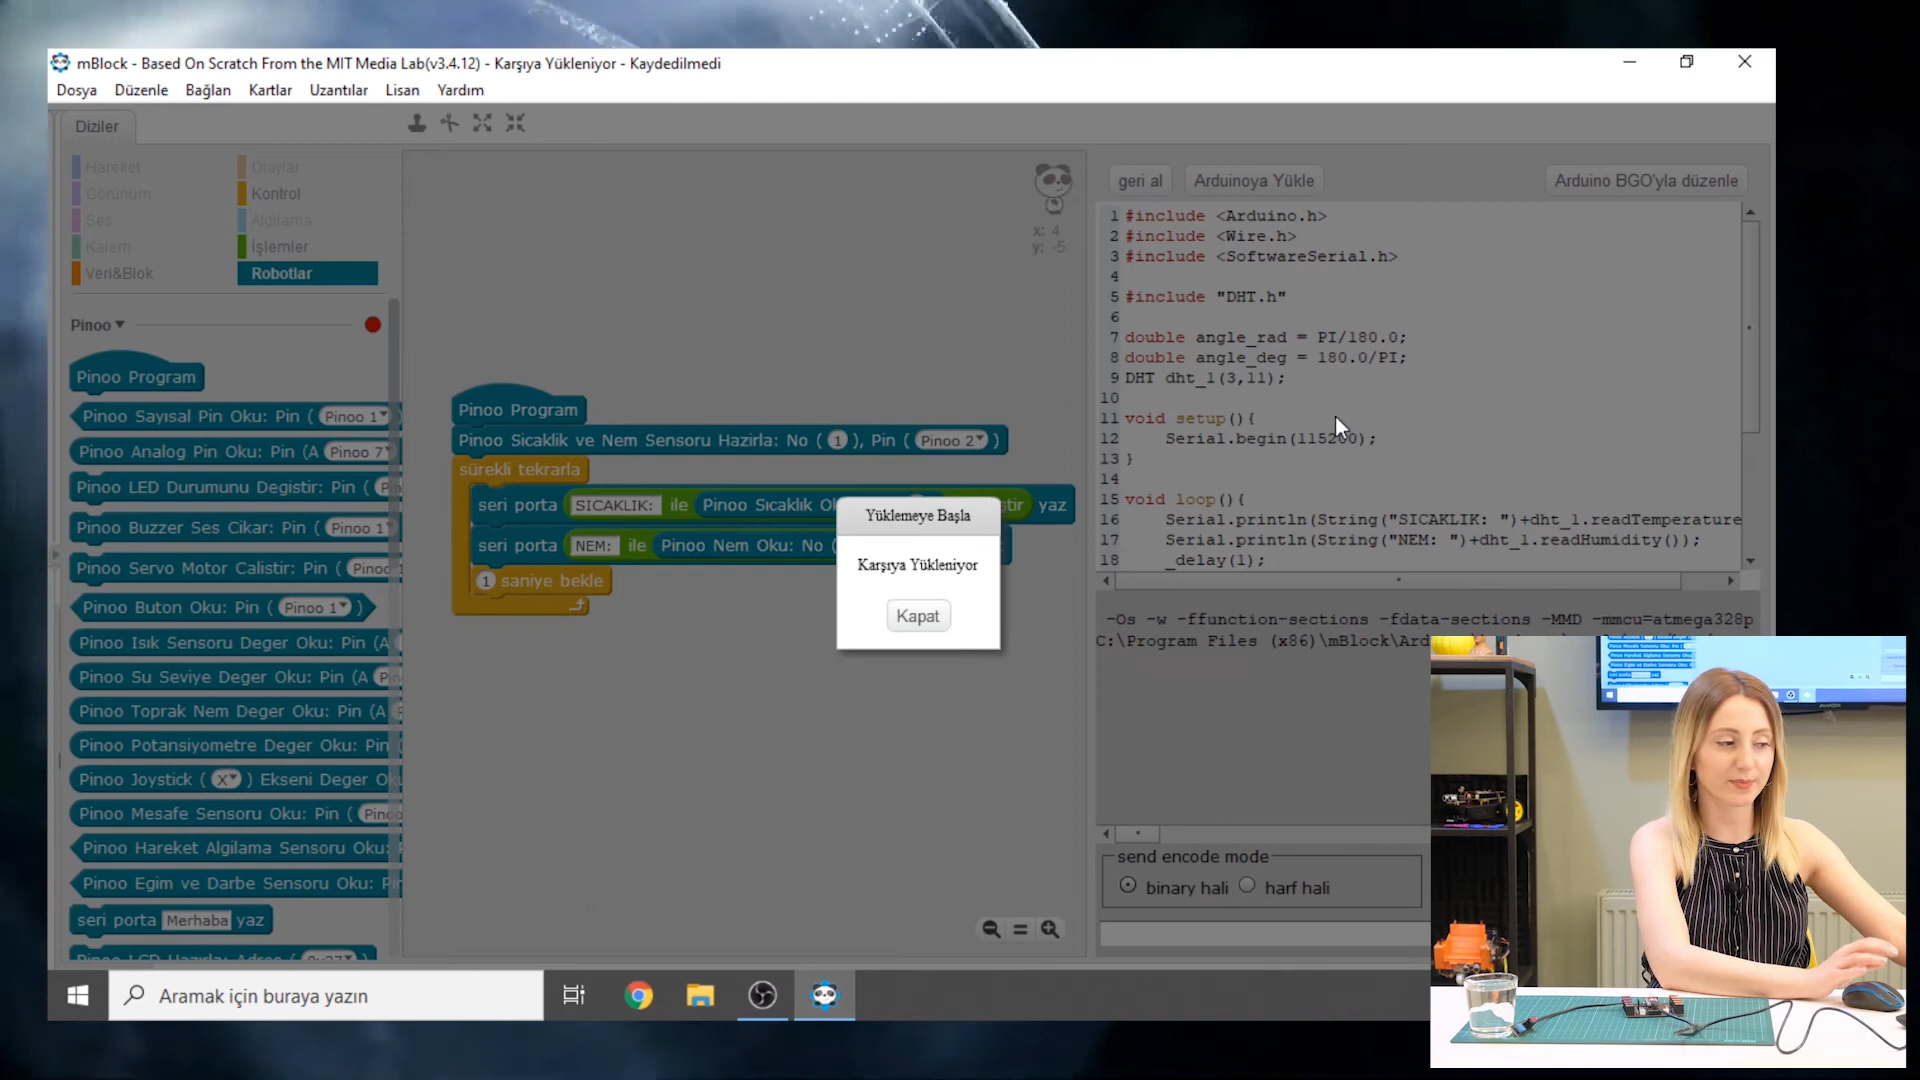 mBlock - Based On Scratch From the MIT Media Lab(v3.4.12) - Karşıya Yükleniyor - Kaydedilmedi
Dosya Düzenle Bağlan Kartlar Uzantılar Lisan Yardım
Diziler
Hareket Olaylar
Görünüm Kontrol
Ses Algılama
Kalem İşlemler
Veri&Blok Robotlar
Pinoo
Pinoo Program
Pinoo Sayısal Pin Oku: Pin ( Pinoo 1
Pinoo Analog Pin Oku: Pin (A Pinoo 7
Pinoo LED Durumunu Degistir: Pin (
Pinoo Buzzer Ses Cikar: Pin ( Pinoo 1
Pinoo Servo Motor Calistir: Pin ( Pinoo
Pinoo Buton Oku: Pin ( Pinoo 1 )
Pinoo Isık Sensoru Deger Oku: Pin (A
Pinoo Su Seviye Deger Oku: Pin (A
Pinoo Toprak Nem Deger Oku: Pin (A
Pinoo Potansiyometre Deger Oku: Pin
Pinoo Joystick ( X ) Ekseni Deger
Pinoo Mesafe Sensoru Oku: Pin (
Pinoo Hareket Algilama Sensoru Oku:
Pinoo Egim ve Darbe Sensoru Oku:
seri porta Merhaba yaz
x: 4
y: -5
Pinoo Program
Pinoo Sicaklik ve Nem Sensoru Hazirla: No ( 1 ), Pin ( Pinoo 2 )
sürekli tekrarla
seri porta SICAKLIK: ile Pinoo Sıcaklık yaz
seri porta NEM: ile Pinoo Nem Oku: No (
1 saniye bekle
Yüklemeye Başla
Karşıya Yükleniyor
Kapat
geri al Arduinoya Yükle Arduino BGO'yla düzenle
1 #include <Arduino.h>
2 #include <Wire.h>
3 #include <SoftwareSerial.h>
4
5 #include "DHT.h"
6
7 double angle_rad = PI/180.0;
8 double angle_deg = 180.0/PI;
9 DHT dht_1(3,11);
10
11 void setup(){
12 Serial.begin(115200);
13 }
14
15 void loop(){
16 Serial.println(String("SICAKLIK: ")+dht_1.readTemperature
17 Serial.println(String("NEM: ")+dht_1.readHumidity());
18 _delay(1);
-Os -w -ffunction-sections -fdata-sections -MMD -mmcu=atmega328p
C:\Program Files (x86)\mBlock\Ard
send encode mode
binary hali harf hali
Aramak için buraya yazın